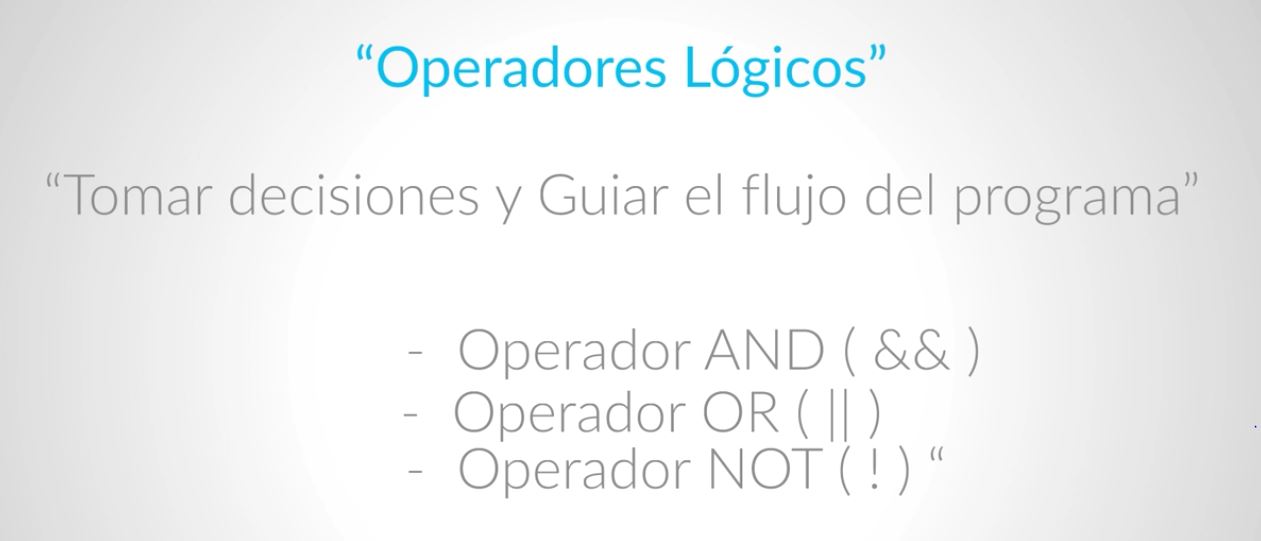 “Operadores Lógicos”
“Tomar decisiones y Guiar el flujo del programa”
- Operador AND ( && )
- Operador OR ( || )
- Operador NOT ( ! ) “